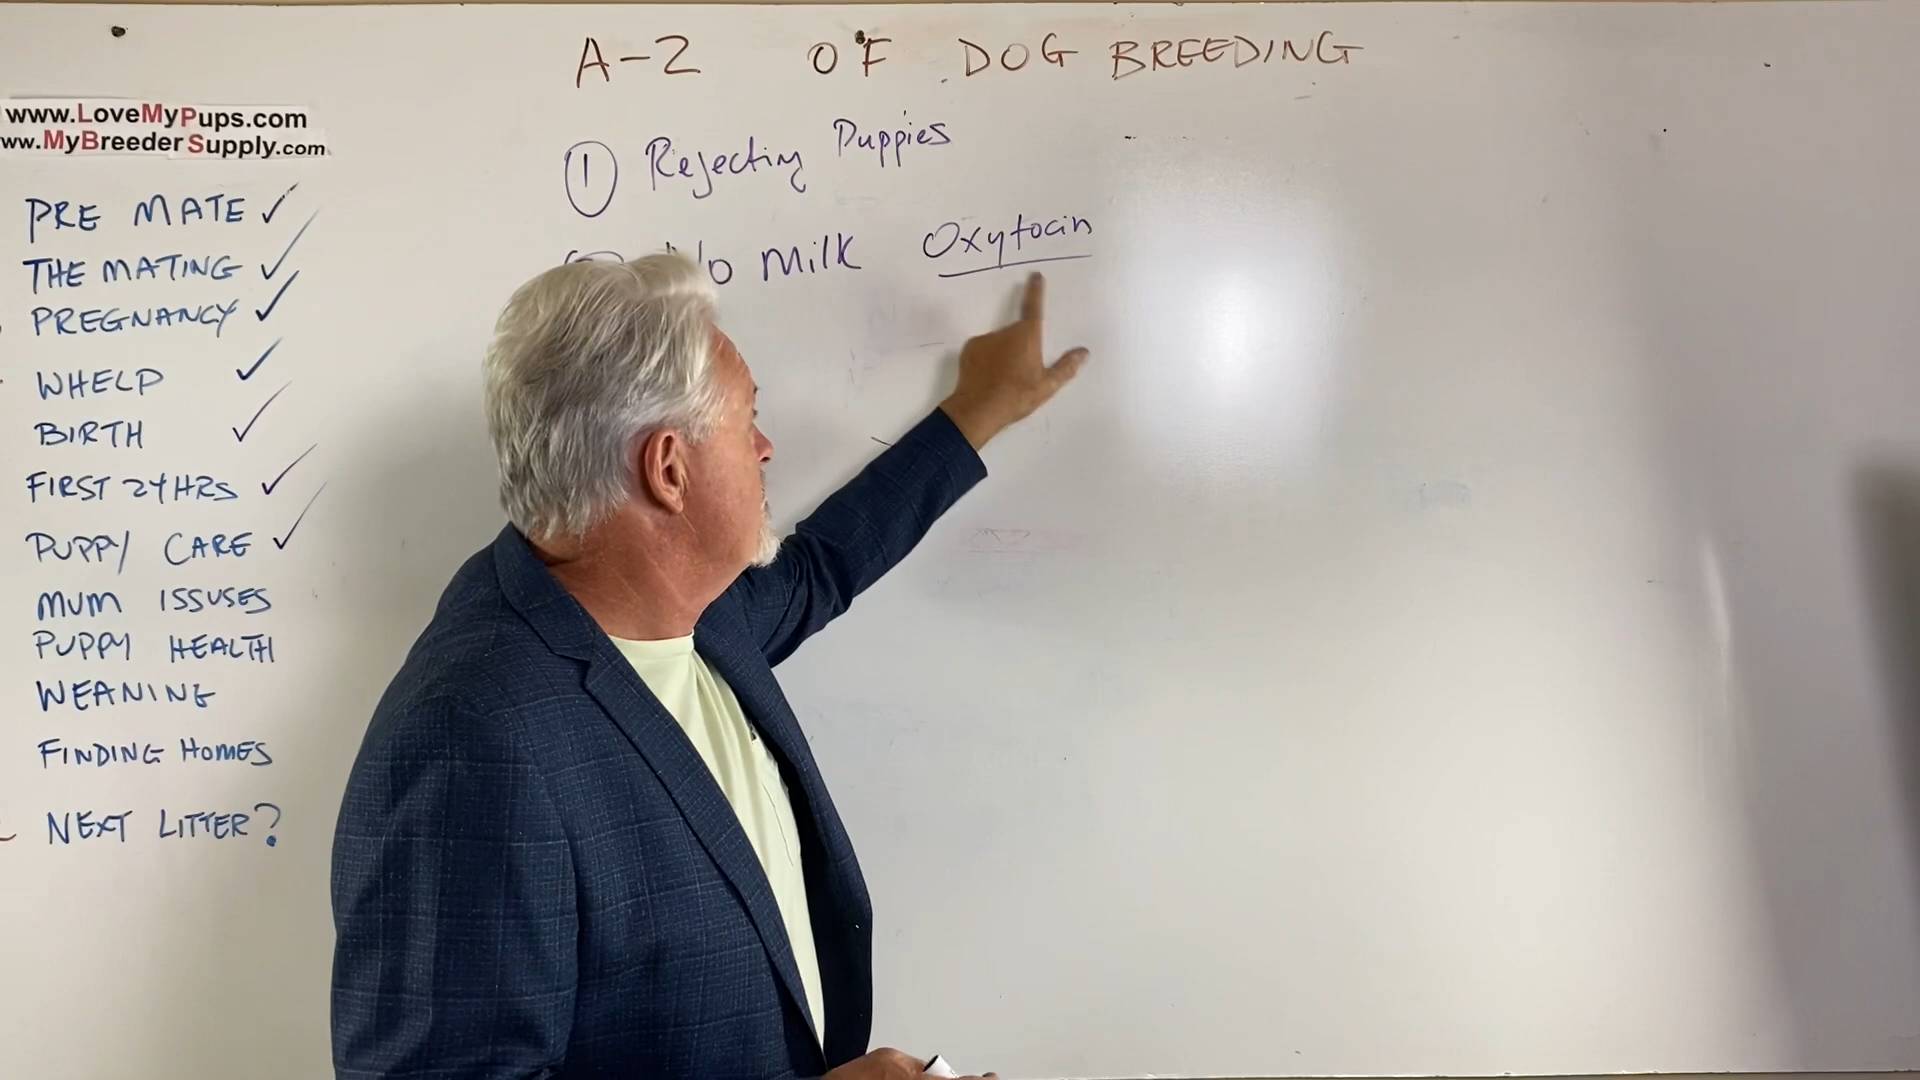 A-Z OF DOG BREEDING
www.LoveMyPups.com
ww.MyBreederSupply.com
PRE MATE ✓
THE MATING ✓
PREGNANCY ✓
WHELP ✓
BIRTH ✓
FIRST 24HRS ✓
PUPPY CARE ✓
MUM ISSUSES
PUPPY HEALTH
WEANING
FINDING HOMES
NEXT LITTER?
① Rejecting Puppies
No Milk Oxytocin